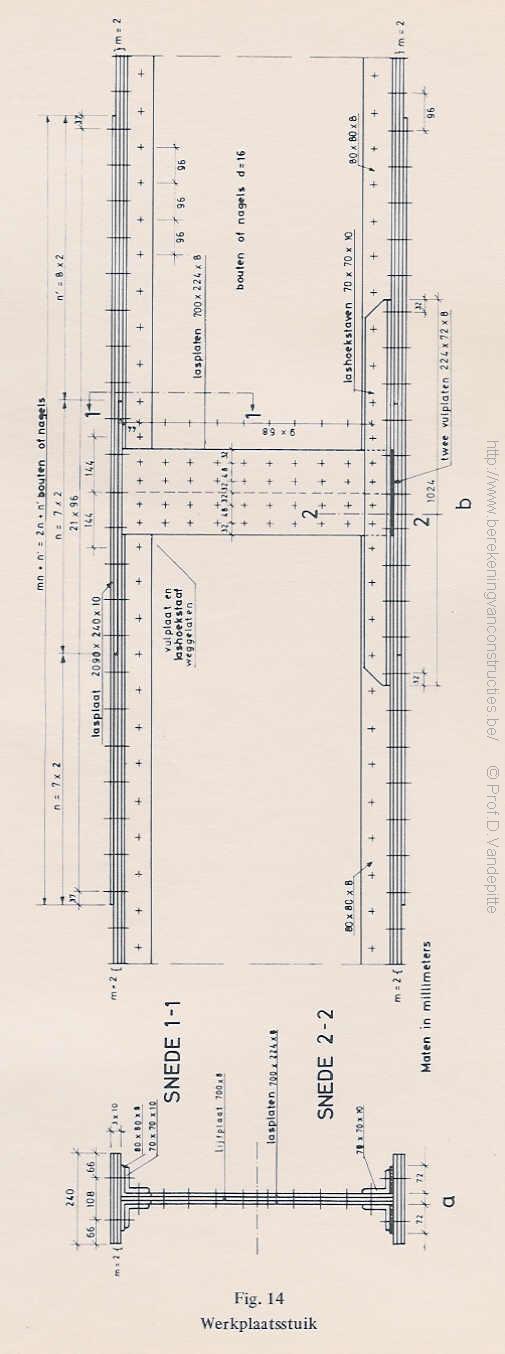 m = 2
37
mn + n' = 2n + n' bouten of nagels
n' = 8 x 2
n = 7 x 2
21 x 96
144
144
n = 7 x 2
37
lasplaat 2090 x 240 x 10
m = 2
96
96
96
bouten of nagels d=16
lasplaten 700 x 224 x 8
1
1
9 x 68
32 48 32 32 48 32
2
2
vulplaat en
lashoekstaaf
weggelaten
80 x 80 x 8
lashoekstaven 70 x 70 x 10
32
1024
32
twee vulplaten 224 x 72 x 8
96
m = 2
80 x 80 x 8
m = 2
b
Maten in millimeters
SNEDE 1-1
SNEDE 2-2
240
66 108 66
m = 2
3 x 10
80 x 80 x 8
70 x 70 x 10
lijfplaat 700 x 8
lasplaten 700 x 224 x 8
70 x 70 x 10
72 72
a
Fig. 14
Werkplaatsstuik
http://www.berekeningvanconstructies.be/ © Prof.D.Vandepitte